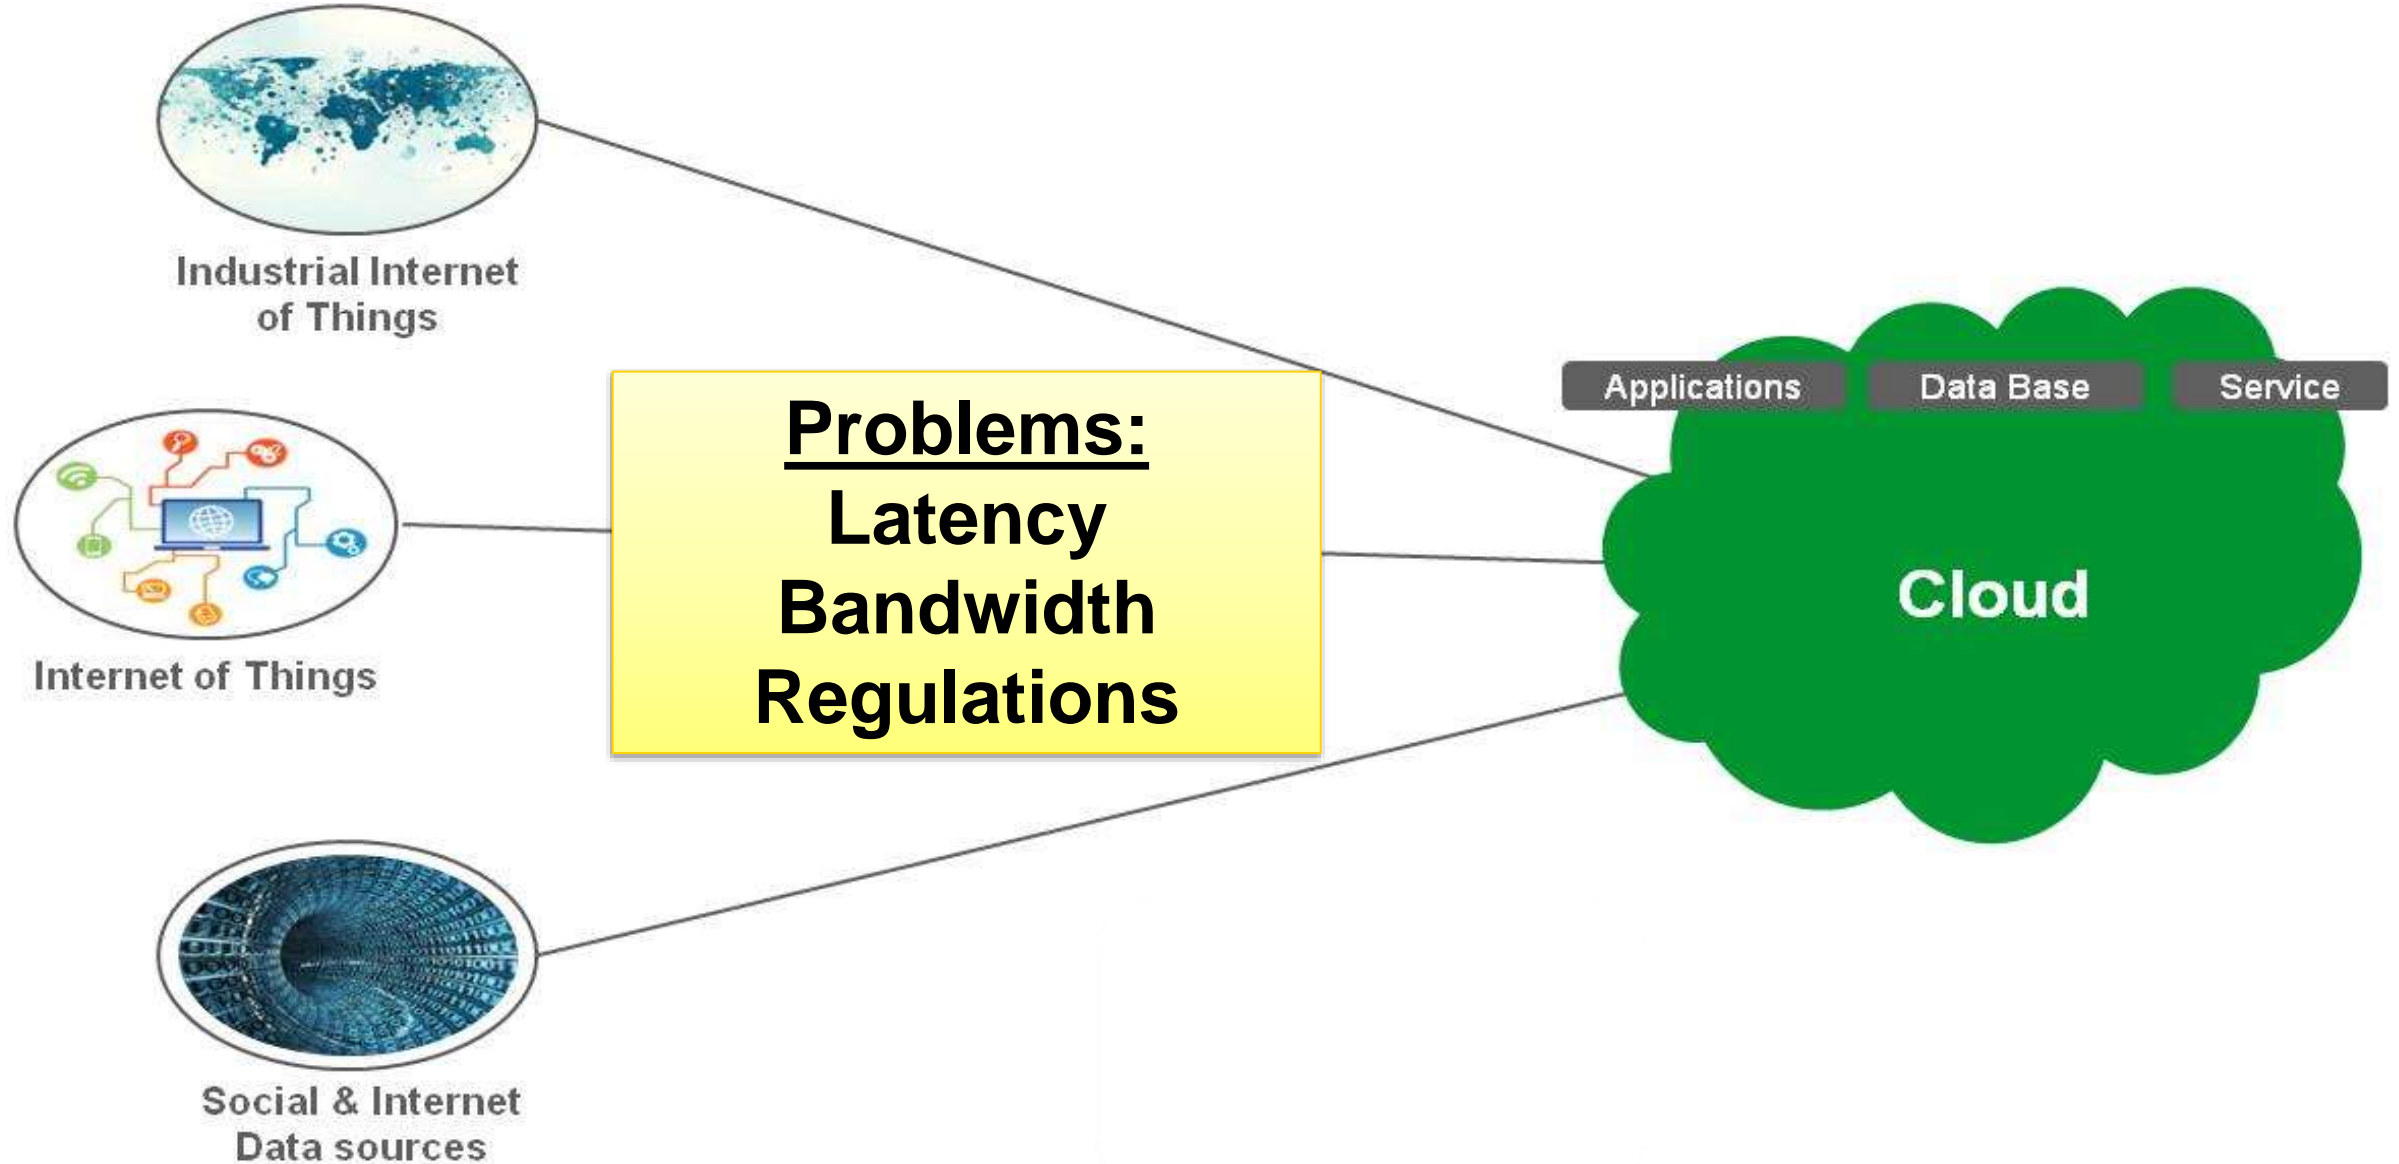 Industrial Internet
of Things
Internet of Things
Social & Internet
Data sources
Problems:
Latency
Bandwidth
Regulations
Applications
Data Base
Service
Cloud